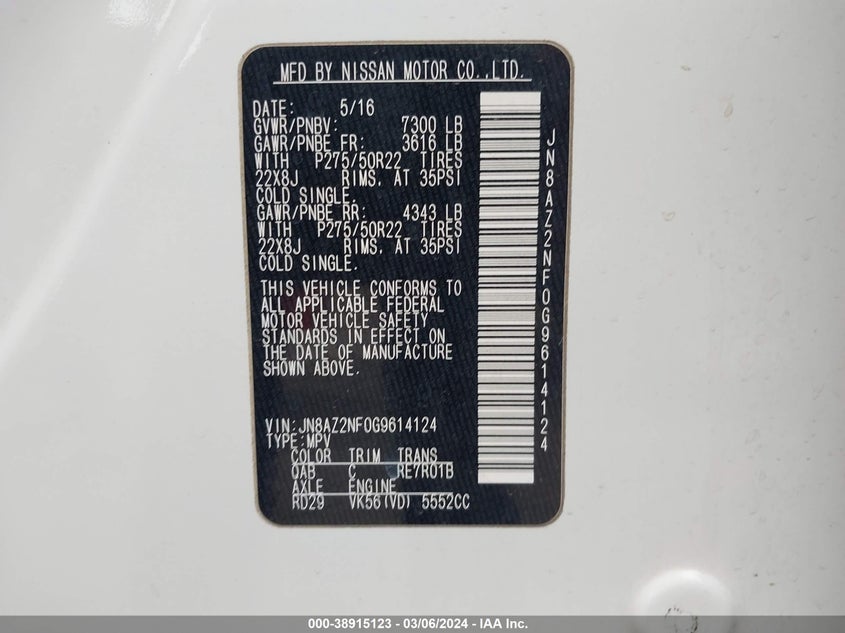 MFD BY NISSAN MOTOR CO.,LTD.
DATE: 5/16
GVWR/PNBV: 7300 LB
GAWR/PNBE FR: 3616 LB
WITH P275/50R22 TIRES
22X8J RIMS, AT 35PSI
COLD SINGLE.
GAWR/PNBE RR: 4343 LB
WITH P275/50R22 TIRES
22X8J RIMS, AT 35PSI
COLD SINGLE.
THIS VEHICLE CONFORMS TO
ALL APPLICABLE FEDERAL
MOTOR VEHICLE SAFETY
STANDARDS IN EFFECT ON
THE DATE OF MANUFACTURE
SHOWN ABOVE.
VIN:JN8AZ2NF0G9614124
TYPE:MPV
COLOR TRIM TRANS
QAB C RE7R01B
AXLE ENGINE
RD29 VK56(VD) 5552CC
JN8AZ2NF0G9614124
000-38915123 — 03/06/2024 — IAA Inc.